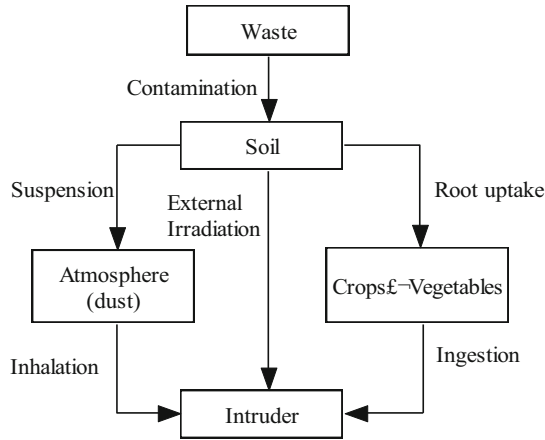 Waste
Contamination
Soil
Suspension
External
Irradiation
Root uptake
Atmosphere
(dust)
Crops£¬Vegetables
Inhalation
Ingestion
Intruder